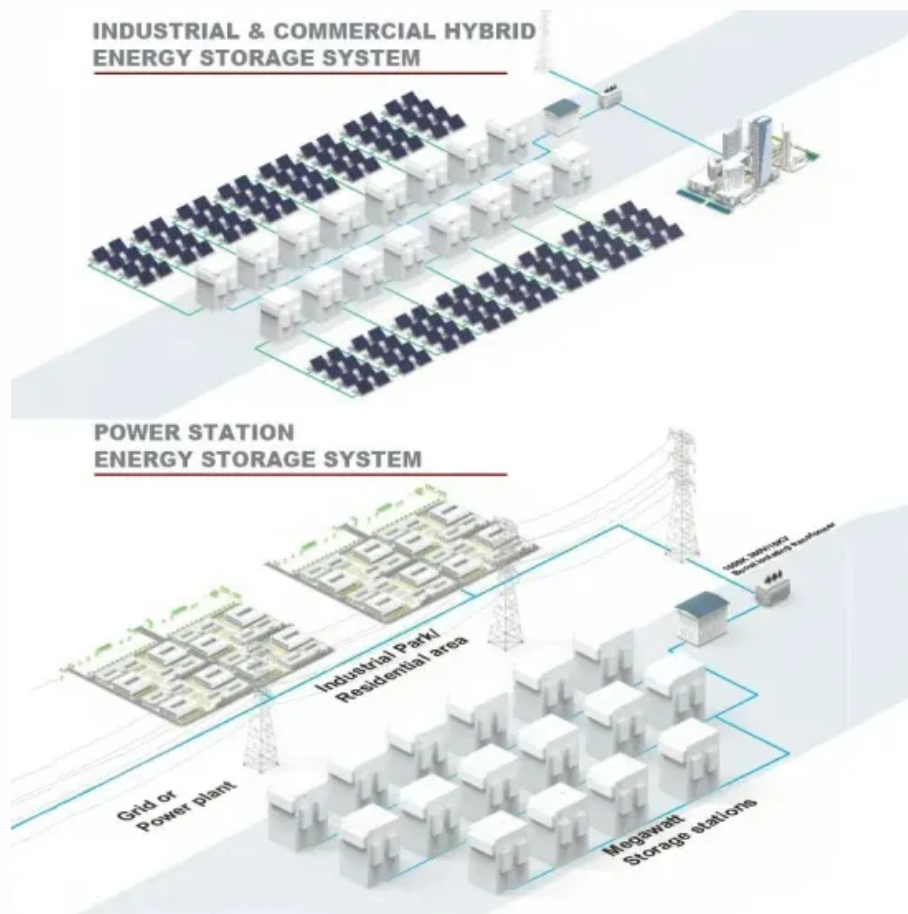 INDUSTRIAL & COMMERCIAL HYBRID
ENERGY STORAGE SYSTEM
POWER STATION
ENERGY STORAGE SYSTEM
Industrial Park/
Residential area
Grid or
Power plant
Megawatt
Storage stations